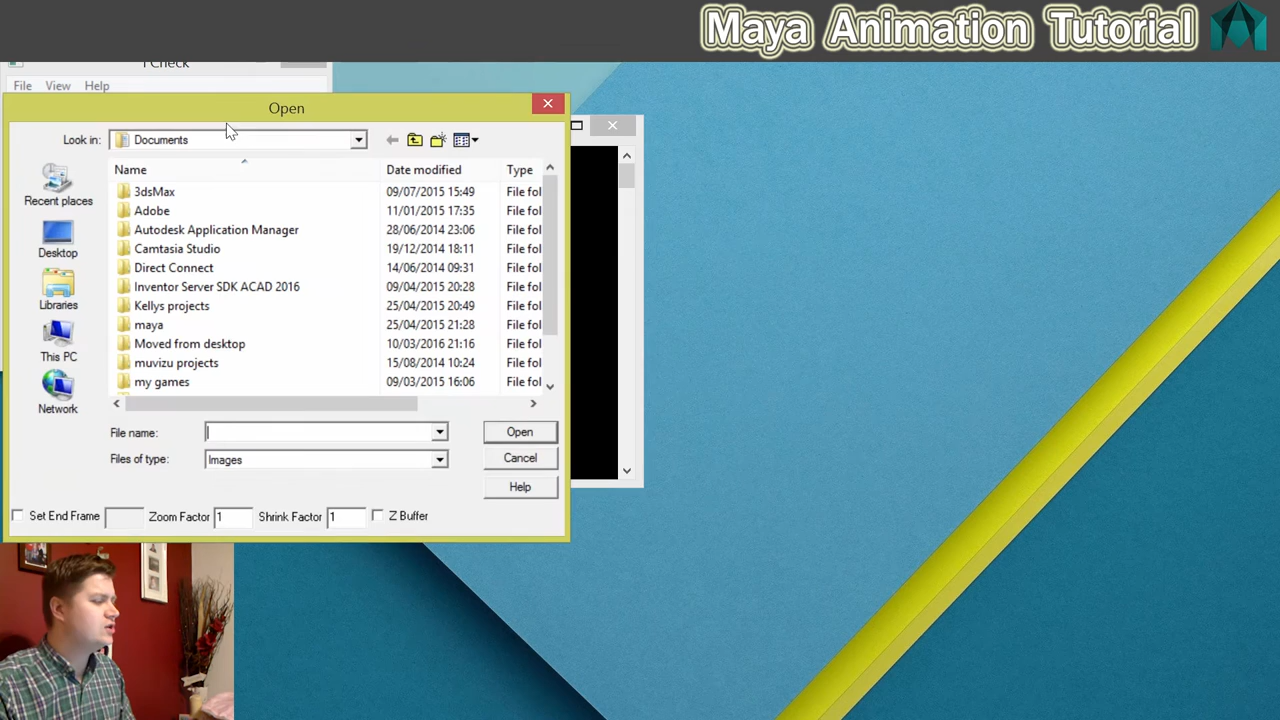 Maya Animation Tutorial
FCheck
File View Help
Open
Look in: Documents
Name Date modified Type
3dsMax 09/07/2015 15:49 File fol
Adobe 11/01/2015 17:35 File fol
Autodesk Application Manager 28/06/2014 23:06 File fol
Camtasia Studio 19/12/2014 18:11 File fol
Direct Connect 14/06/2014 09:31 File fol
Inventor Server SDK ACAD 2016 09/04/2015 20:28 File fol
Kellys projects 25/04/2015 20:49 File fol
maya 25/04/2015 21:28 File fol
Moved from desktop 10/03/2016 21:16 File fol
muvizu projects 15/08/2014 10:24 File fol
my games 09/03/2015 16:06 File fol
Recent places
Desktop
Libraries
This PC
Network
File name: Open
Files of type: Images Cancel
Help
Set End Frame Zoom Factor 1 Shrink Factor 1 Z Buffer